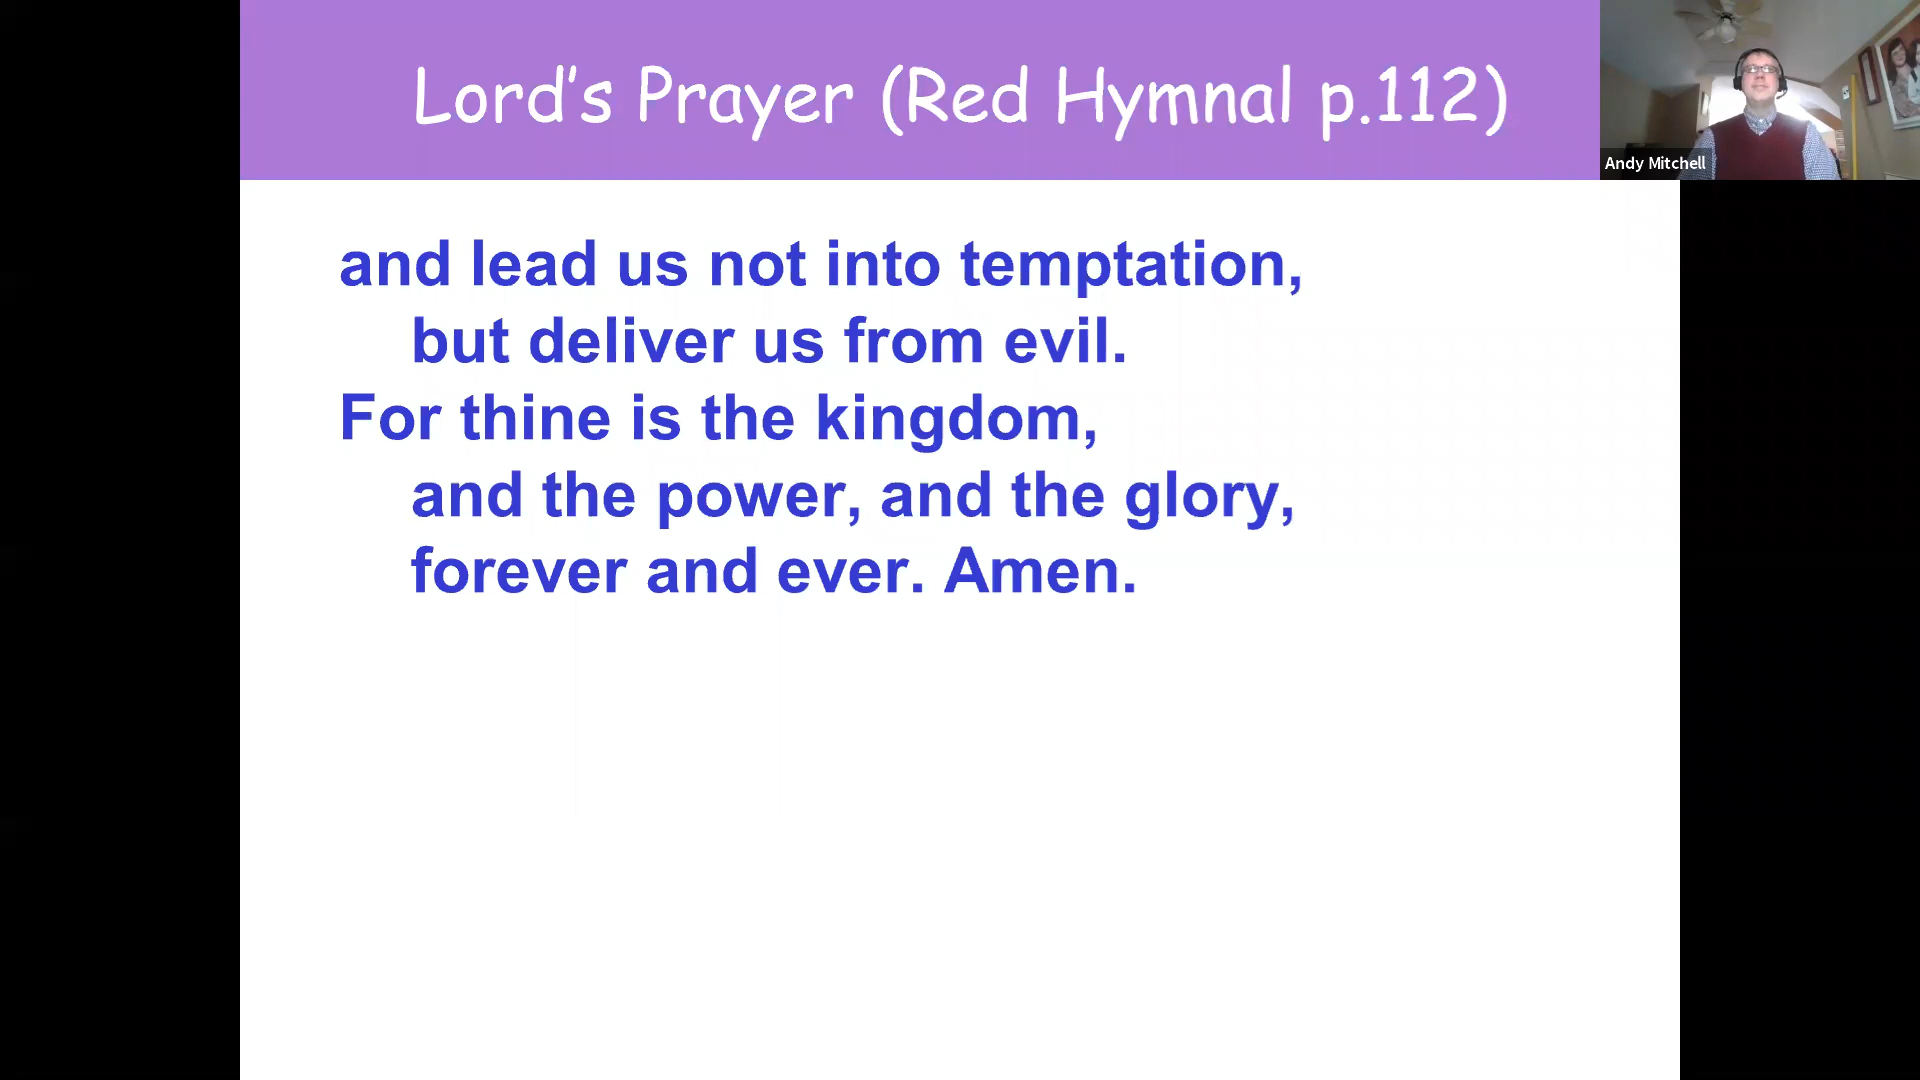 Lord’s Prayer (Red Hymnal p.112)
Andy Mitchell
and lead us not into temptation,
but deliver us from evil.
For thine is the kingdom,
and the power, and the glory,
forever and ever. Amen.